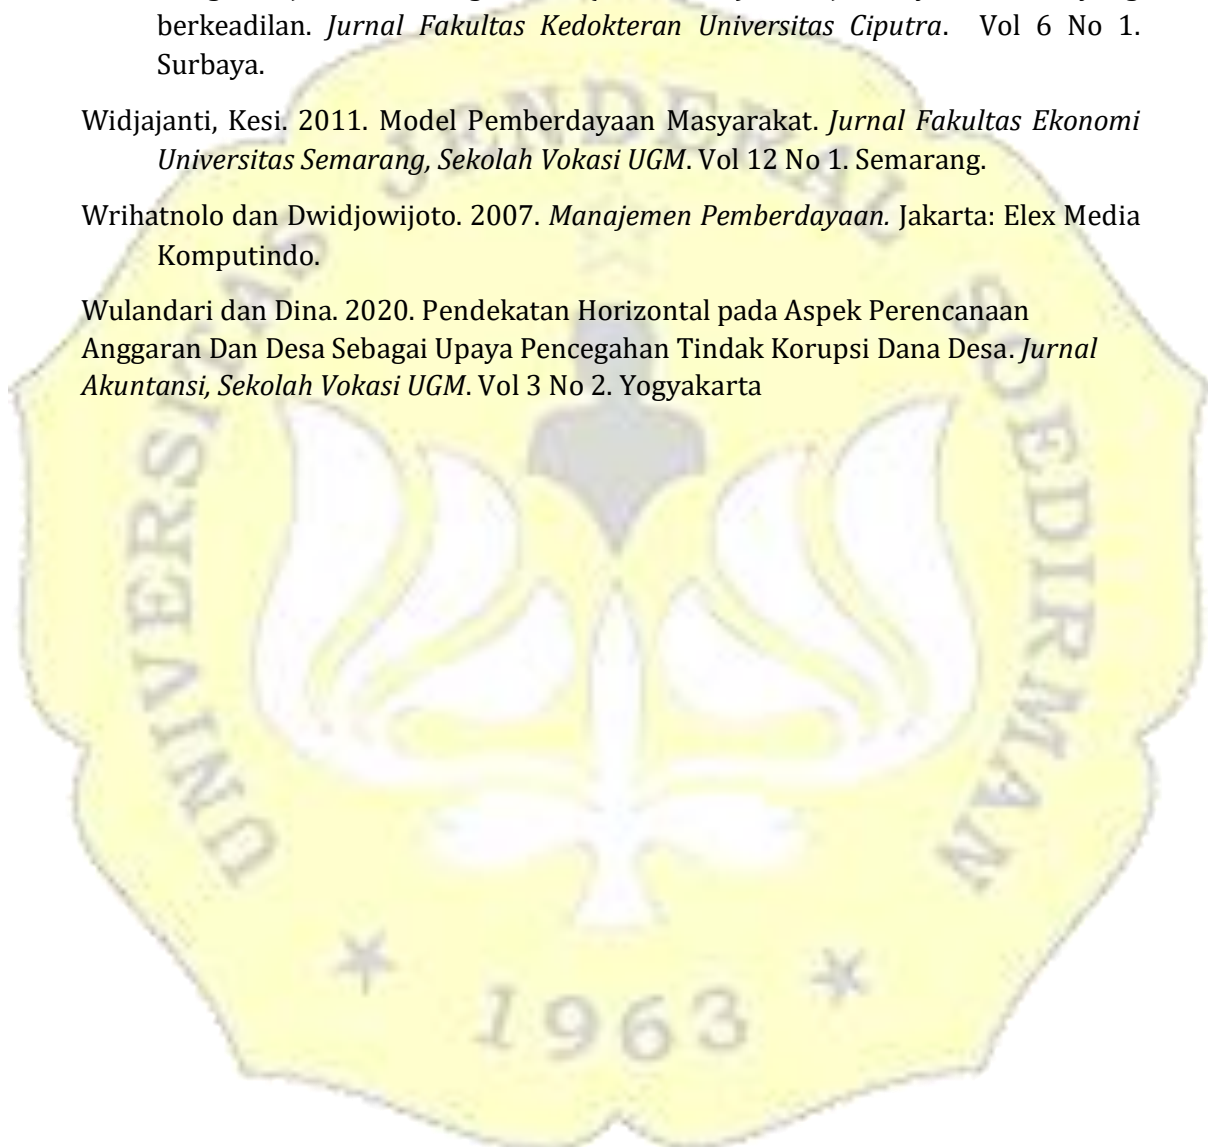 berkeadilan. Jurnal Fakultas Kedokteran Universitas Ciputra. Vol 6 No 1.
Surbaya.
Widjajanti, Kesi. 2011. Model Pemberdayaan Masyarakat. Jurnal Fakultas Ekonomi
Universitas Semarang, Sekolah Vokasi UGM. Vol 12 No 1. Semarang.
Wrihatnolo dan Dwidjowijoto. 2007. Manajemen Pemberdayaan. Jakarta: Elex Media
Komputindo.
Wulandari dan Dina. 2020. Pendekatan Horizontal pada Aspek Perencanaan
Anggaran Dan Desa Sebagai Upaya Pencegahan Tindak Korupsi Dana Desa. Jurnal
Akuntansi, Sekolah Vokasi UGM. Vol 3 No 2. Yogyakarta
UNIVERSITAS JENDERAL SOEDIRMAN
1963